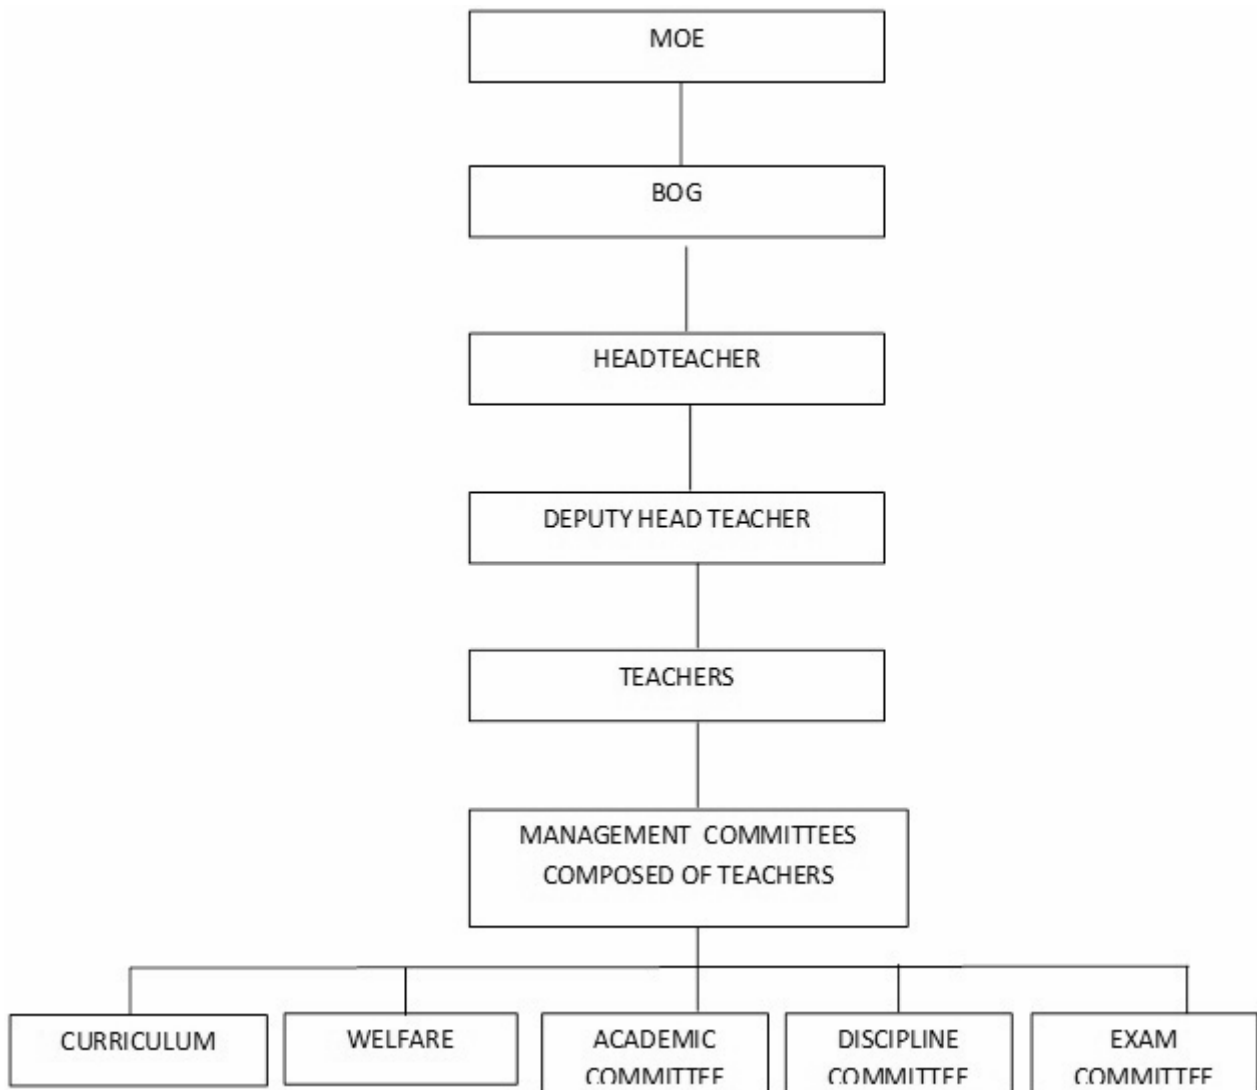 MOE
BOG
HEADTEACHER
DEPUTY HEAD TEACHER
TEACHERS
MANAGEMENT COMMITTEES
COMPOSED OF TEACHERS
CURRICULUM
WELFARE
ACADEMIC
COMMITTEE
DISCIPLINE
COMMITTEE
EXAM
COMMITTEE